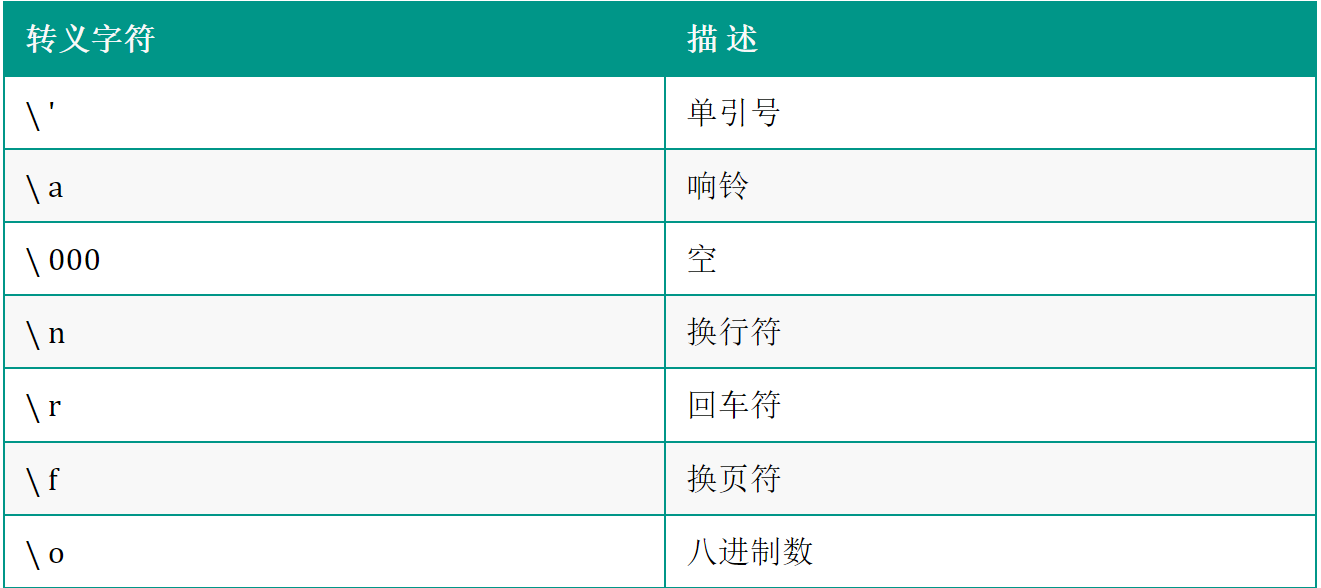 转义字符 描 述
\ ' 单引号
\ a 响铃
\ 000 空
\ n 换行符
\ r 回车符
\ f 换页符
\ o 八进制数